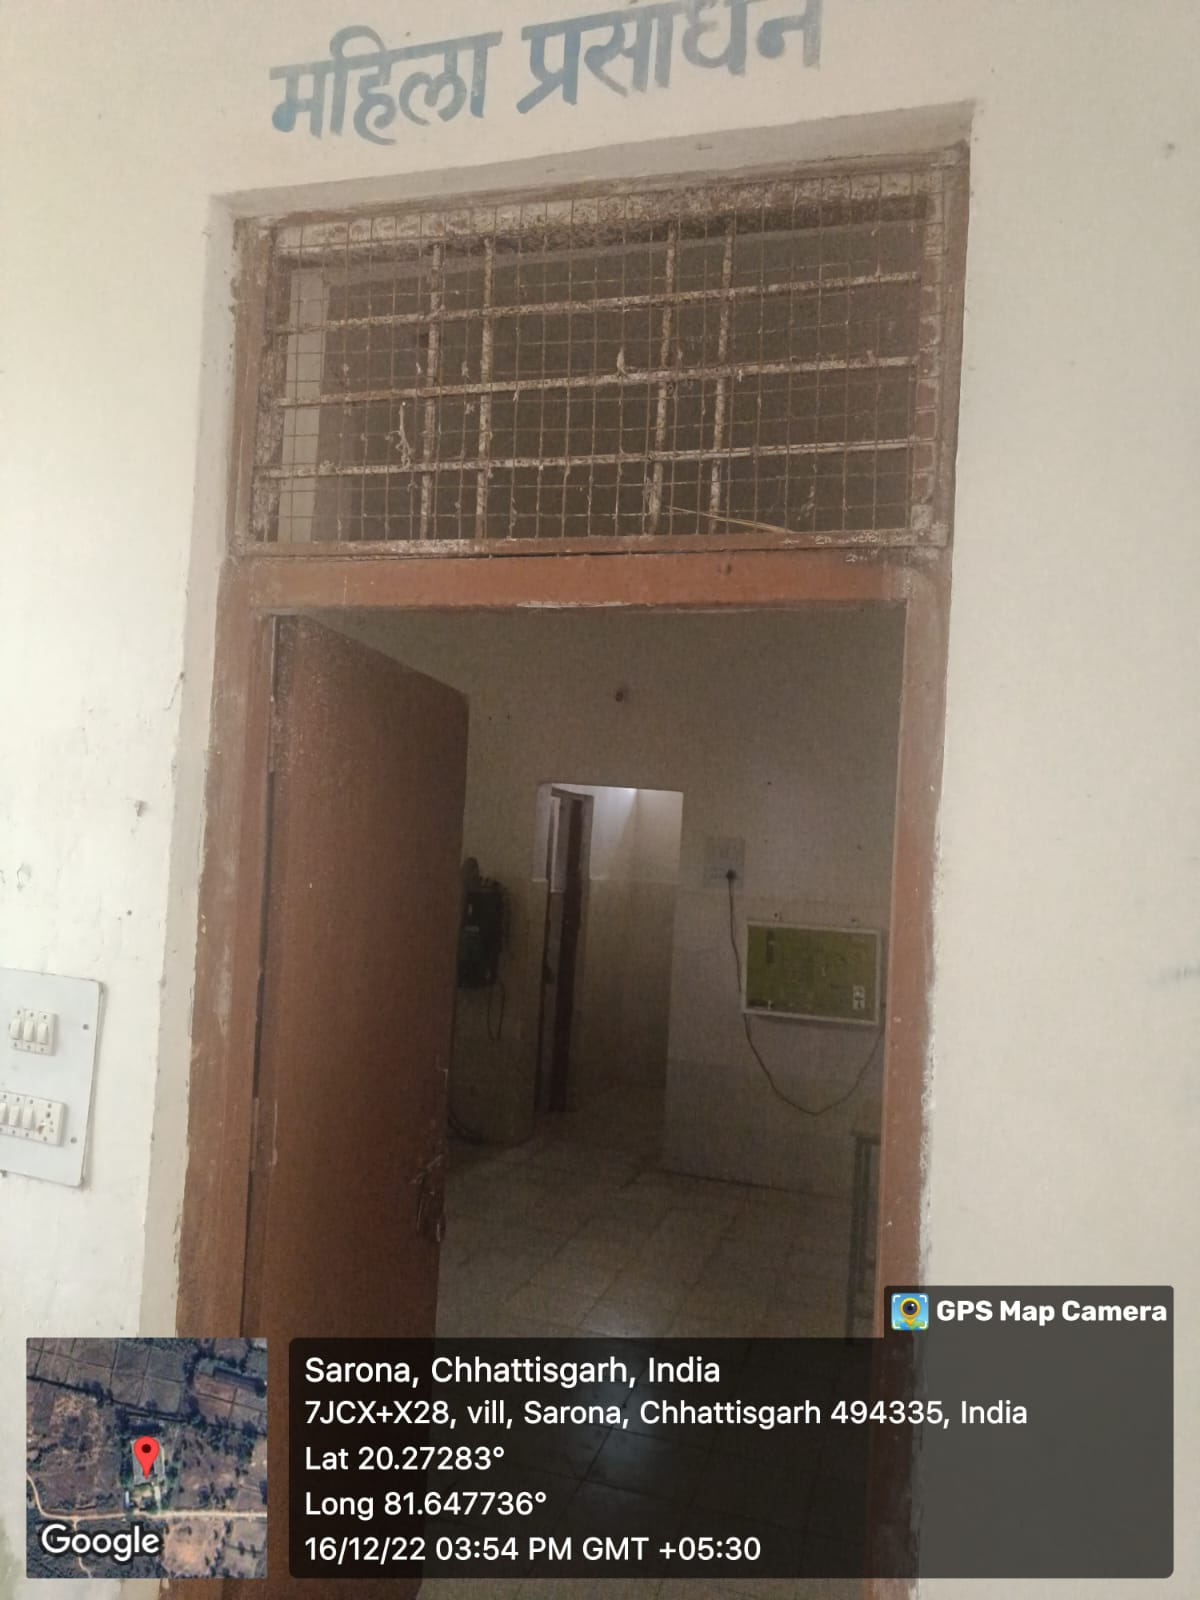 महिला प्रसाधन
GPS Map Camera
Sarona, Chhattisgarh, India
7JCX+X28, vill, Sarona, Chhattisgarh 494335, India
Lat 20.27283°
Long 81.647736°
16/12/22 03:54 PM GMT +05:30
Google